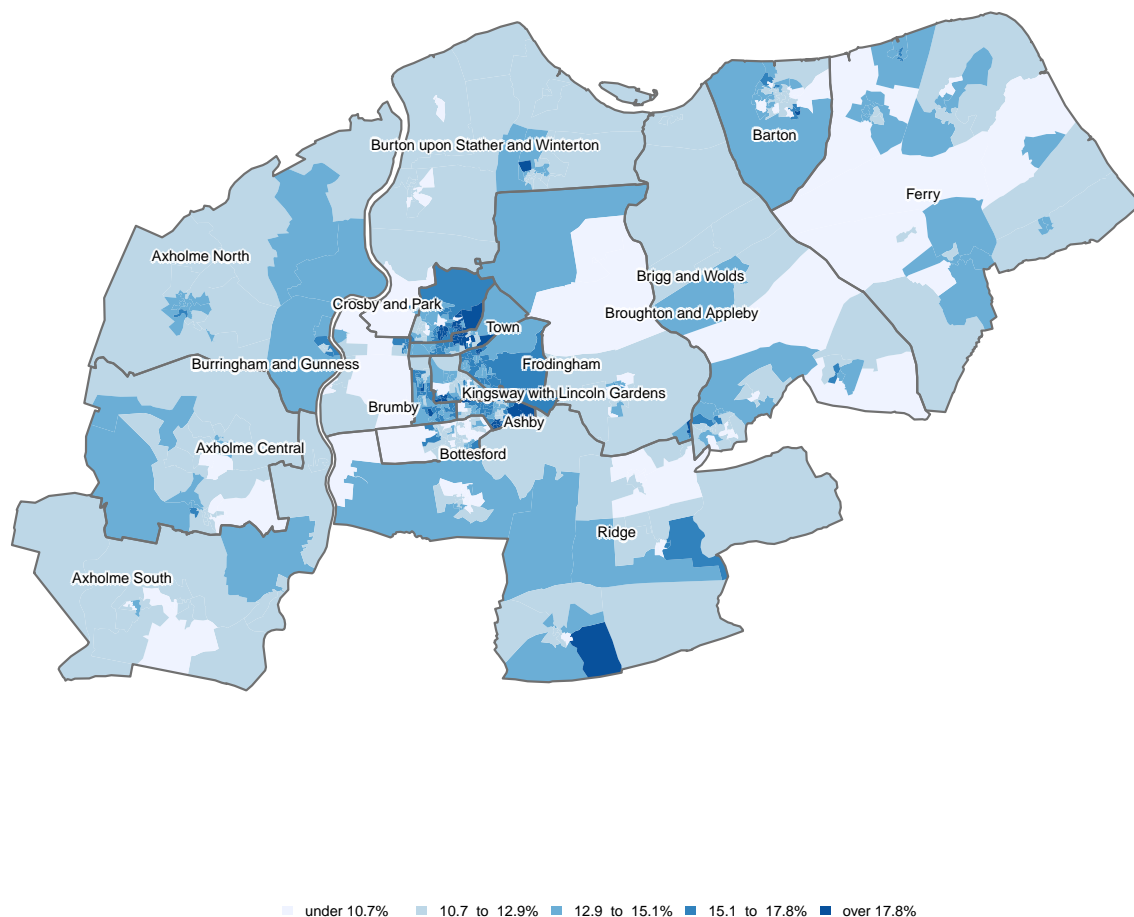 Burton upon Stather and Winterton
Barton
Ferry
Axholme North
Brigg and Wolds
Crosby and Park
Broughton and Appleby
Town
Burringham and Gunness
Frodingham
Kingsway with Lincoln Gardens
Brumby
Ashby
Axholme Central
Bottesford
Ridge
Axholme South
under 10.7% 10.7 to 12.9% 12.9 to 15.1% 15.1 to 17.8% over 17.8%